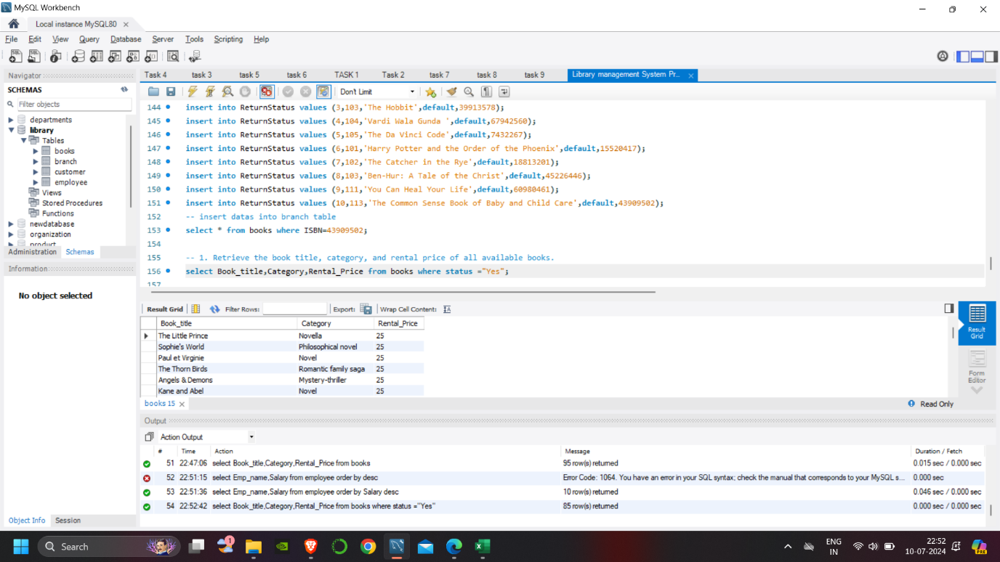 MySQL Workbench
Local instance MySQL80
File Edit View Query Database Server Tools Scripting Help
Navigator
SCHEMAS
Filter objects
departments
library
Tables
books
branch
customer
employee
Views
Stored Procedures
Functions
newdatabase
organization
product
Administration Schemas
Information
No object selected
Object Info Session
Task 4 task 3 task 5 task 6 TASK 1 Task 2 task 7 task 8 task 9 Library management System Pr...
Don't Limit
144 insert into ReturnStatus values (3,103,'The Hobbit',default,39913578);
145 insert into ReturnStatus values (4,104,'Vardi Wala Gunda ',default,67942560);
146 insert into ReturnStatus values (5,105,'The Da Vinci Code',default,7432267);
147 insert into ReturnStatus values (6,101,'Harry Potter and the Order of the Phoenix',default,15520417);
148 insert into ReturnStatus values (7,102,'The Catcher in the Rye',default,18813201);
149 insert into ReturnStatus values (8,103,'Ben-Hur: A Tale of the Christ',default,45226446);
150 insert into ReturnStatus values (9,111,'You Can Heal Your Life',default,60980461);
151 insert into ReturnStatus values (10,113,'The Common Sense Book of Baby and Child Care',default,43909502);
152 -- insert datas into branch table
153 select * from books where ISBN=43909502;
154
155 -- 1. Retrieve the book title, category, and rental price of all available books.
156 select Book_title,Category,Rental_Price from books where status ="Yes";
157
Result Grid Filter Rows: Export: Wrap Cell Content:
Book_title Category Rental_Price
The Little Prince Novella 25
Sophie's World Philosophical novel 25
Paul et Virginie Novel 25
The Thorn Birds Romantic family saga 25
Angels & Demons Mystery-thriller 25
Kane and Abel Novel 25
Result Grid
Form Editor
books 15
Read Only
Output
Action Output
# Time Action Message Duration / Fetch
51 22:47:06 select Book_title,Category,Rental_Price from books 95 row(s) returned 0.015 sec / 0.000 sec
52 22:51:15 select Emp_name,Salary from employee order by desc Error Code: 1064. You have an error in your SQL syntax; check the manual that corresponds to your MySQL s... 0.000 sec
53 22:51:36 select Emp_name,Salary from employee order by Salary desc 10 row(s) returned 0.046 sec / 0.000 sec
54 22:52:42 select Book_title,Category,Rental_Price from books where status ="Yes" 85 row(s) returned 0.000 sec / 0.000 sec
Search
1
ENG
IN
22:52
10-07-2024
PRE